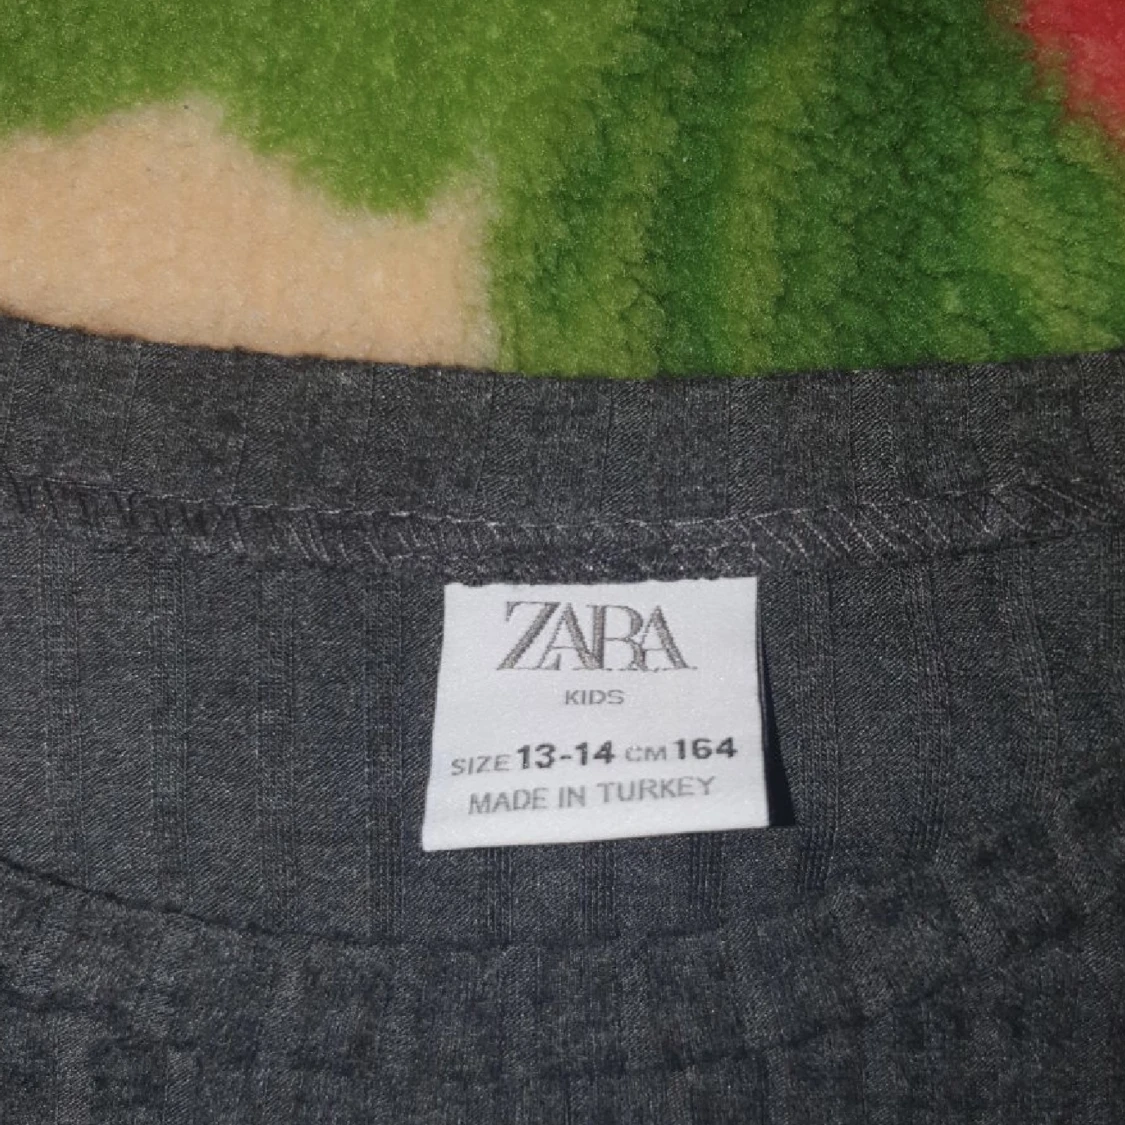 ZARA
KIDS
SIZE 13-14 CM 164
MADE IN TURKEY